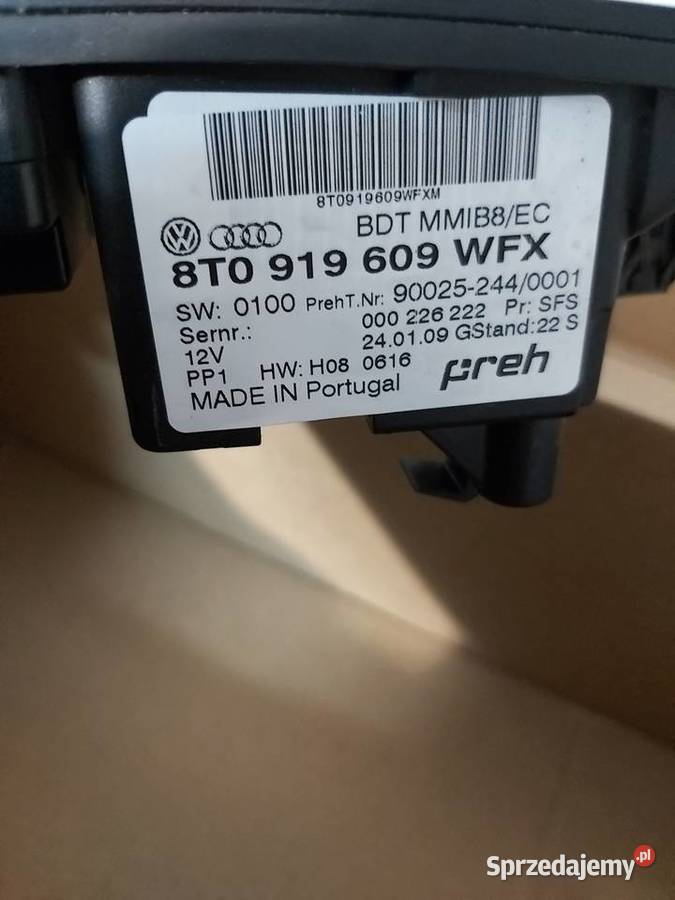 8T0919609WFXM
BDT MMIB8/EC
8T0 919 609 WFX
SW: 0100 PrehT.Nr: 90025-244/0001
Sernr.: 000 226 222 Pr: SFS
12V 24.01.09 GStand:22 S
PP1 HW: H08 0616
MADE IN Portugal
preh
Sprzedajemy.pl